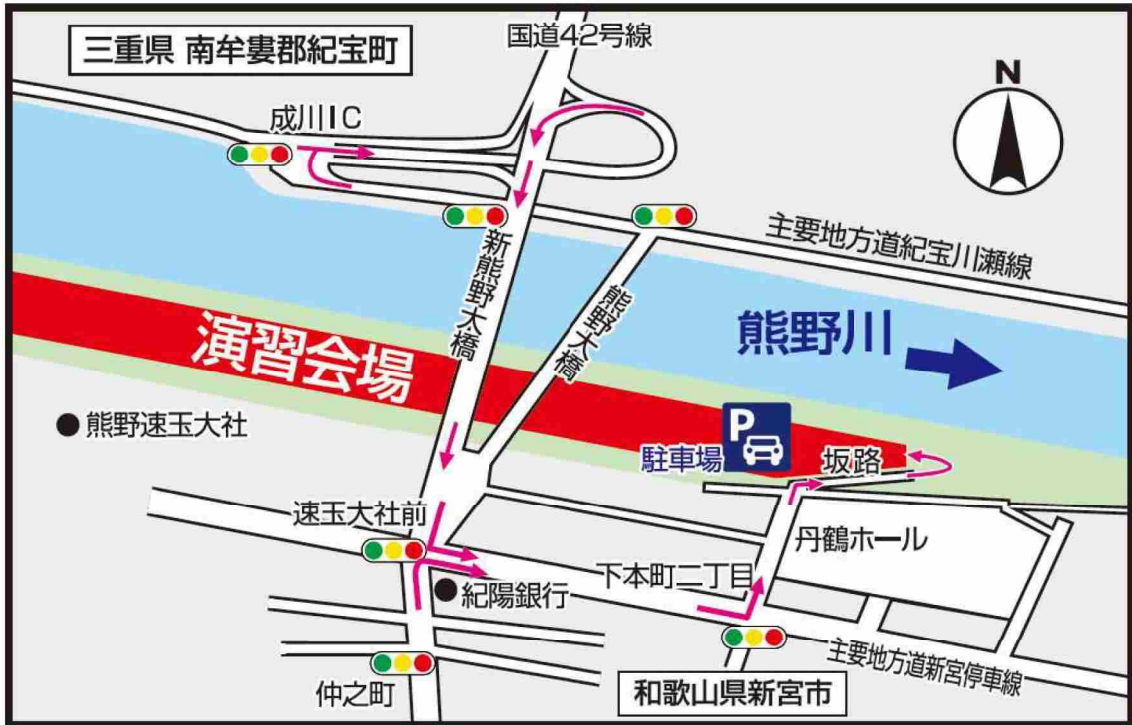 国道42号線
三重県 南牟婁郡紀宝町
N
成川IC
主要地方道紀宝川瀬線
新熊野大橋
熊野大橋
熊野川
演習会場
P
熊野速玉大社
駐車場
坂路
速玉大社前
丹鶴ホール
下本町二丁目
紀陽銀行
主要地方道新宮停車線
仲之町
和歌山県新宮市